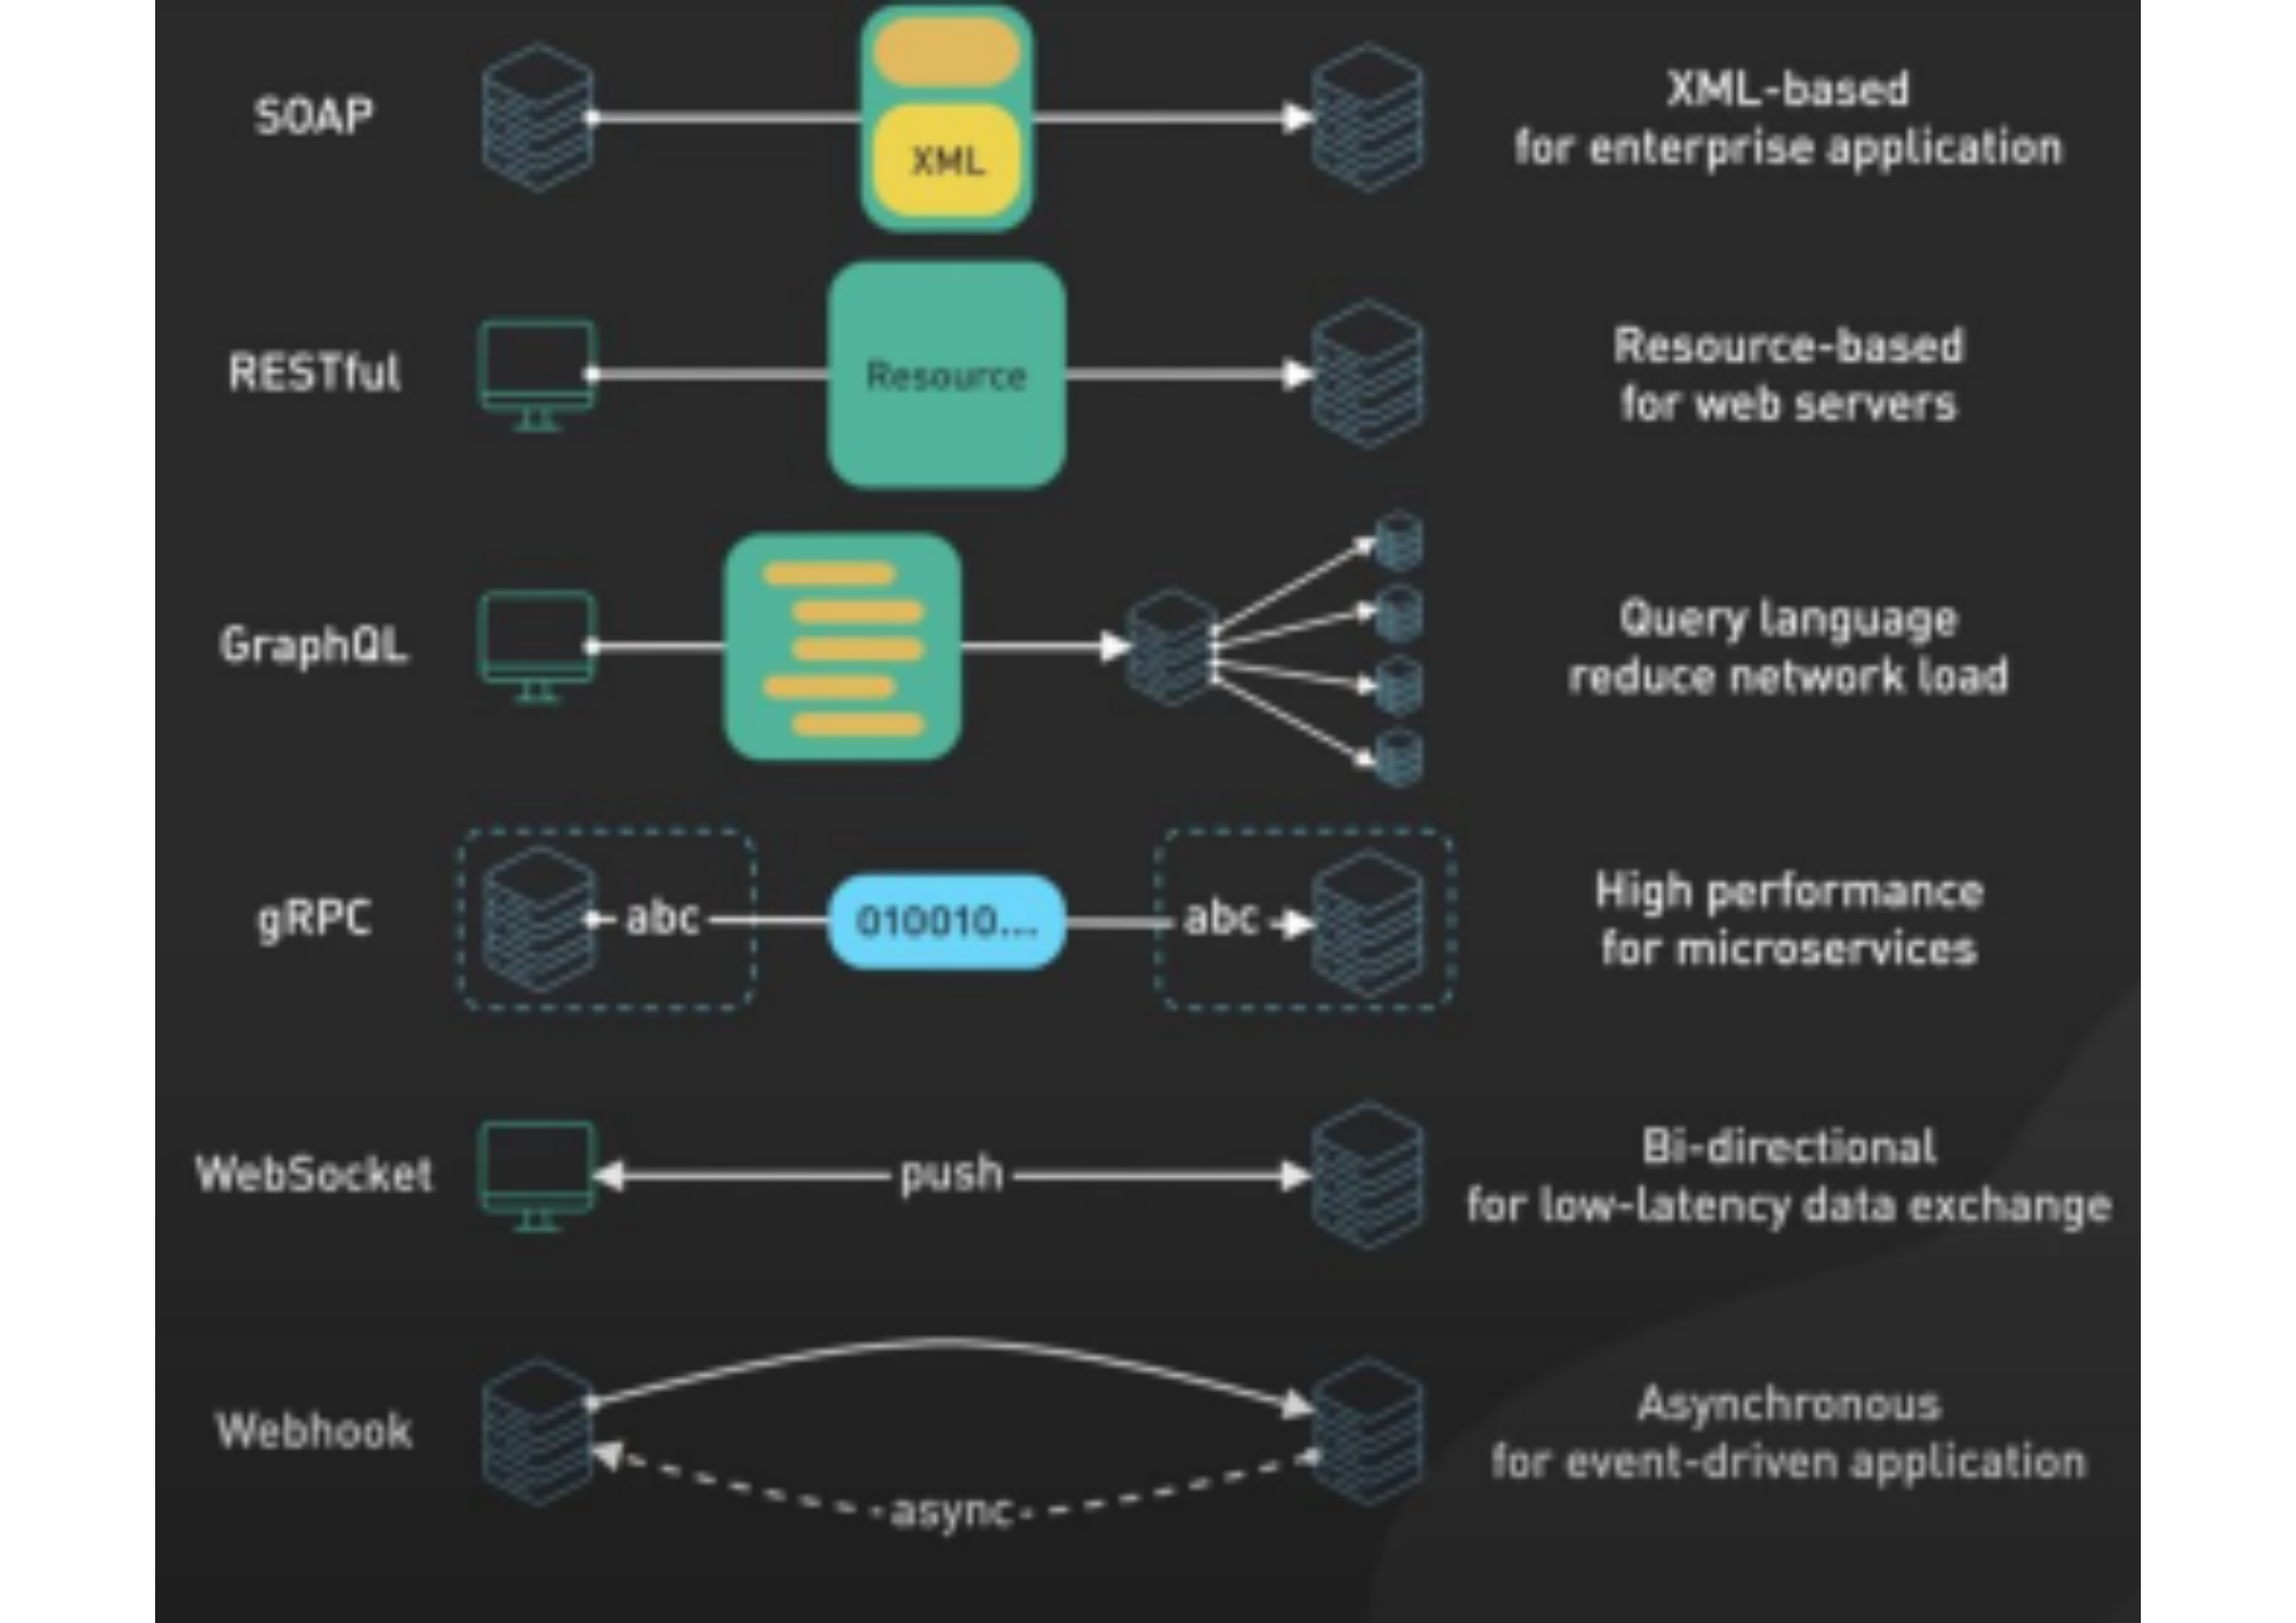 SOAP
XML
XML-based
for enterprise application
RESTful
Resource
Resource-based
for web servers
GraphQL
Query language
reduce network load
gRPC
abc
010010...
abc
High performance
for microservices
WebSocket
push
Bi-directional
for low-latency data exchange
Webhook
async
Asynchronous
for event-driven application